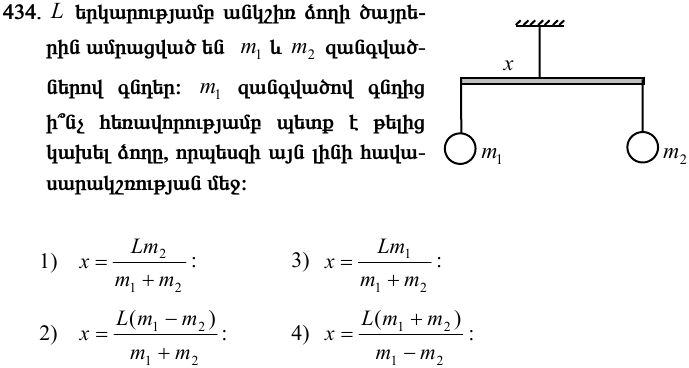 434. L երկարությամբ անկշիռ ձողի ծայրե-
րին ամրացված են m₁ և m₂ զանգված-
ներով գնդեր: m₁ զանգվածով գնդից
ի՞նչ հեռավորությամբ պետք է թելից
կախել ձողը, որպեսզի այն լինի հավա-
սարակշռության մեջ:
x
m₁
m₂
1) x = Lm₂ / (m₁ + m₂) :
3) x = Lm₁ / (m₁ + m₂) :
2) x = L(m₁ − m₂) / (m₁ + m₂) :
4) x = L(m₁ + m₂) / (m₁ − m₂) :